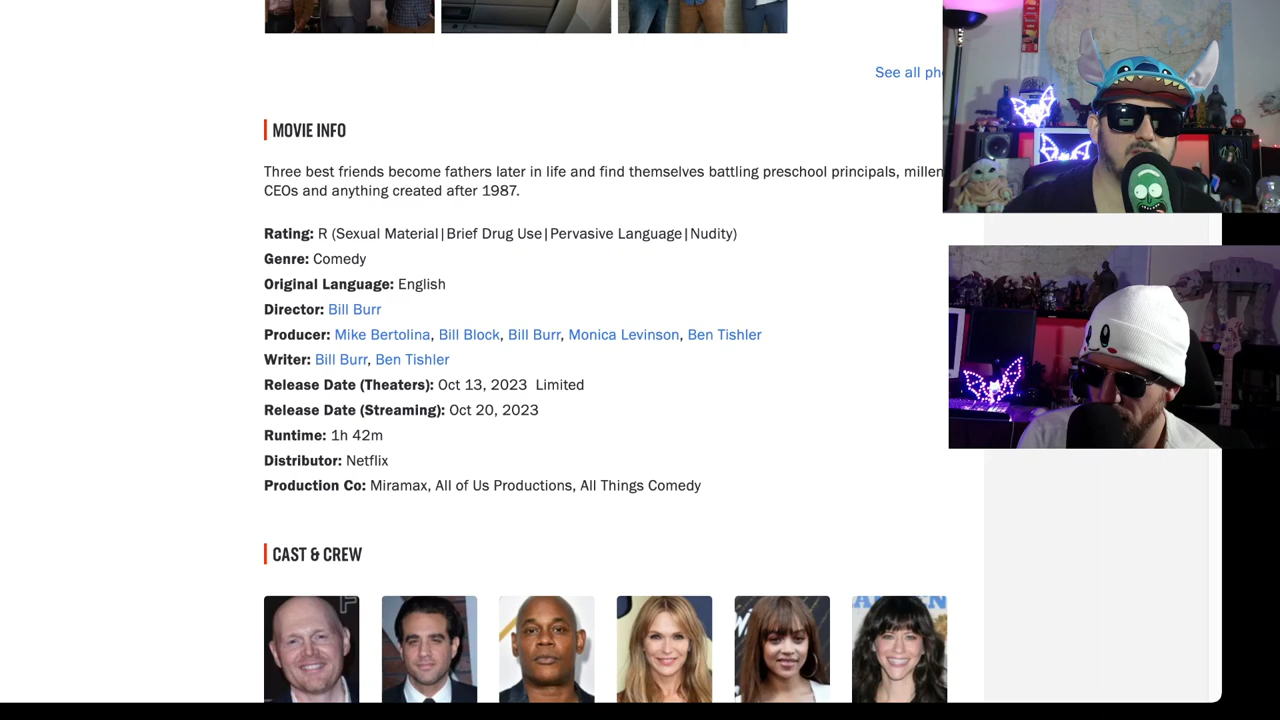 See all pho
MOVIE INFO
Three best friends become fathers later in life and find themselves battling preschool principals, millen
CEOs and anything created after 1987.
Rating: R (Sexual Material|Brief Drug Use|Pervasive Language|Nudity)
Genre: Comedy
Original Language: English
Director: Bill Burr
Producer: Mike Bertolina, Bill Block, Bill Burr, Monica Levinson, Ben Tishler
Writer: Bill Burr, Ben Tishler
Release Date (Theaters): Oct 13, 2023 Limited
Release Date (Streaming): Oct 20, 2023
Runtime: 1h 42m
Distributor: Netflix
Production Co: Miramax, All of Us Productions, All Things Comedy
CAST & CREW